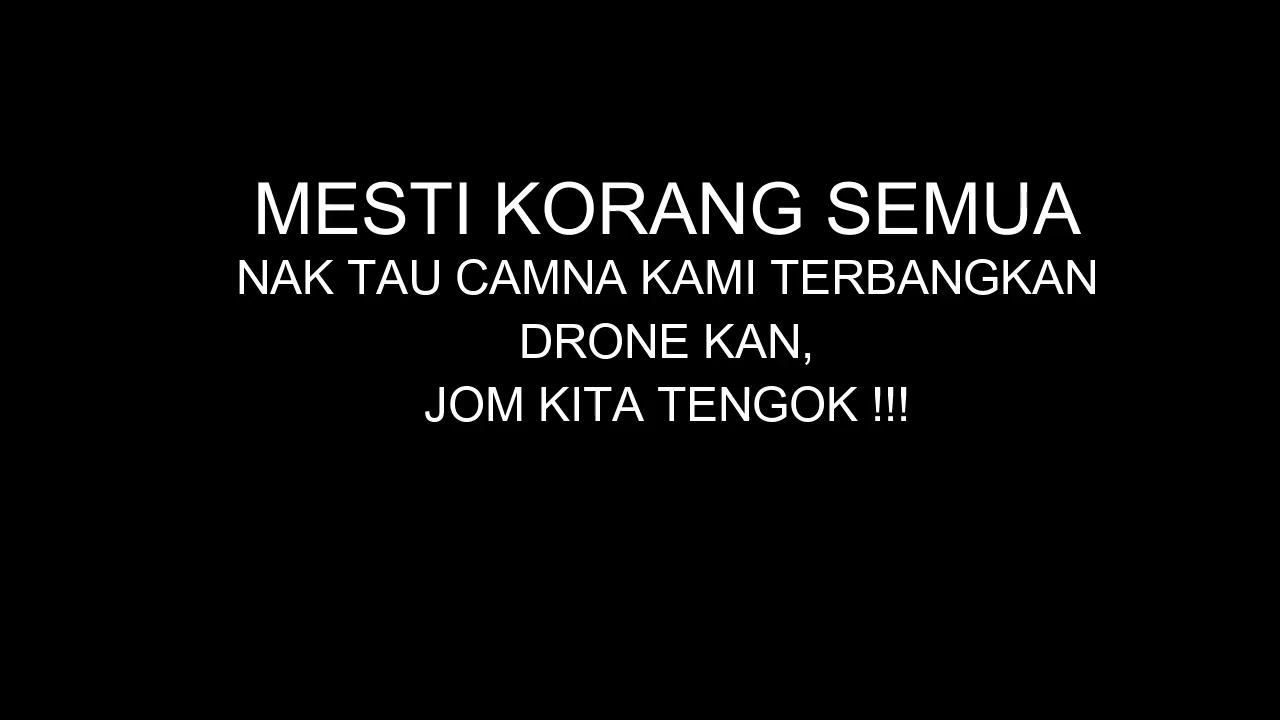 MESTI KORANG SEMUA
NAK TAU CAMNA KAMI TERBANGKAN
DRONE KAN,
JOM KITA TENGOK !!!